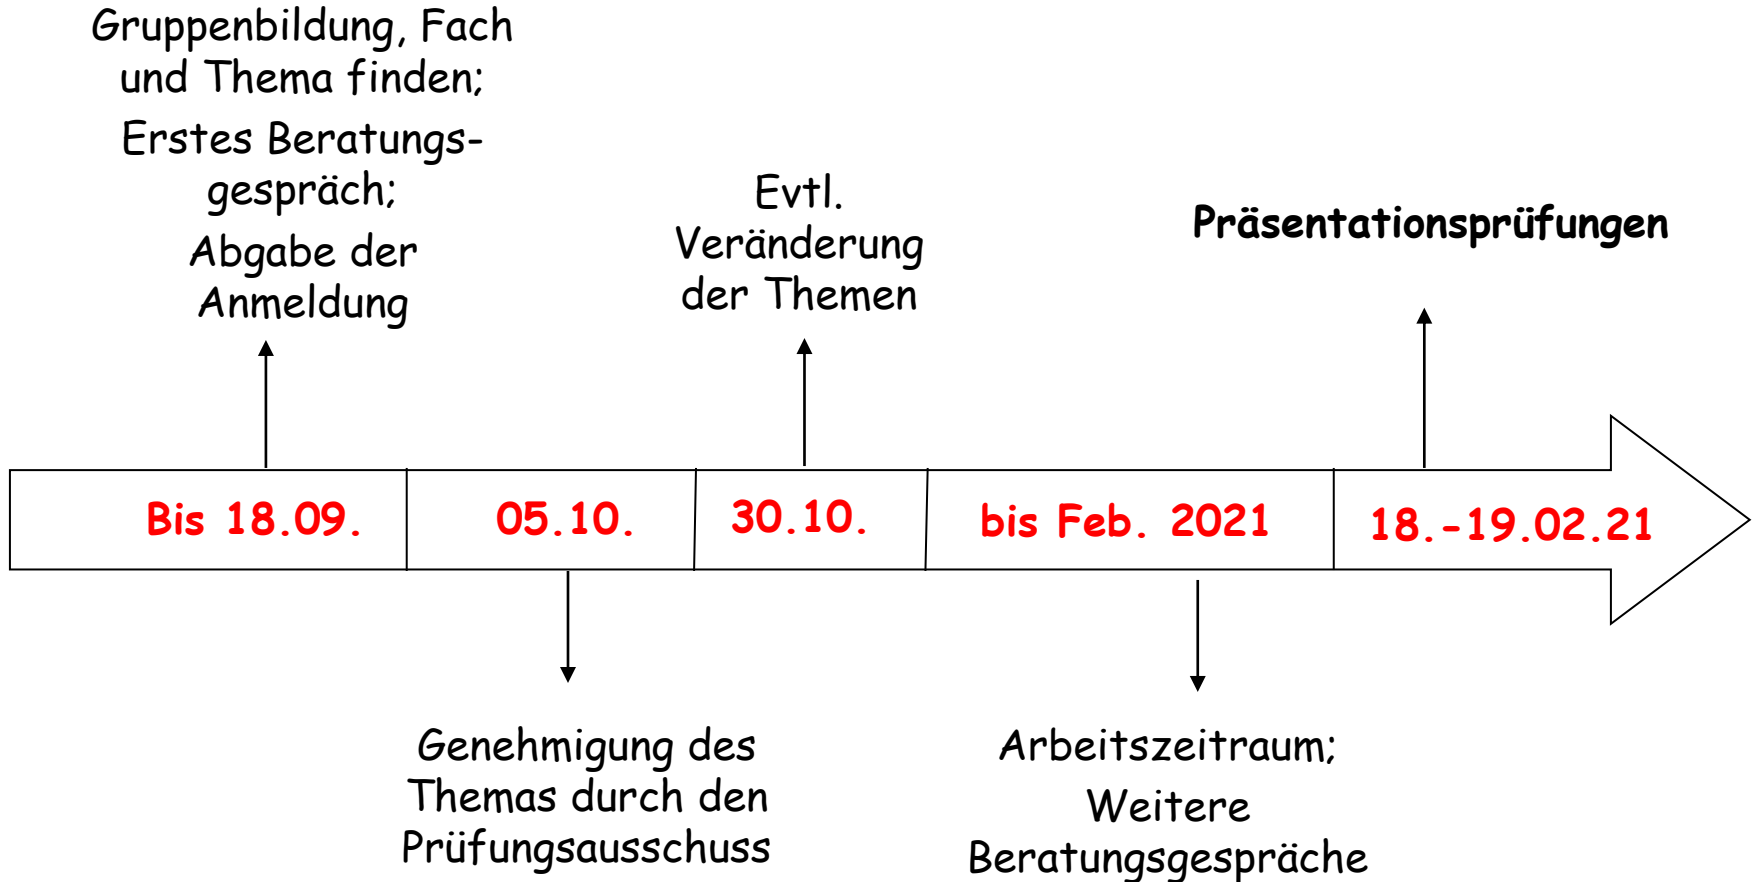 Gruppenbildung, Fach
und Thema finden;
Erstes Beratungs-
gespräch;
Abgabe der
Anmeldung
Evtl.
Veränderung
der Themen
Präsentationsprüfungen
Bis 18.09.
05.10.
30.10.
bis Feb. 2021
18.-19.02.21
Genehmigung des
Themas durch den
Prüfungsausschuss
Arbeitszeitraum;
Weitere
Beratungsgespräche